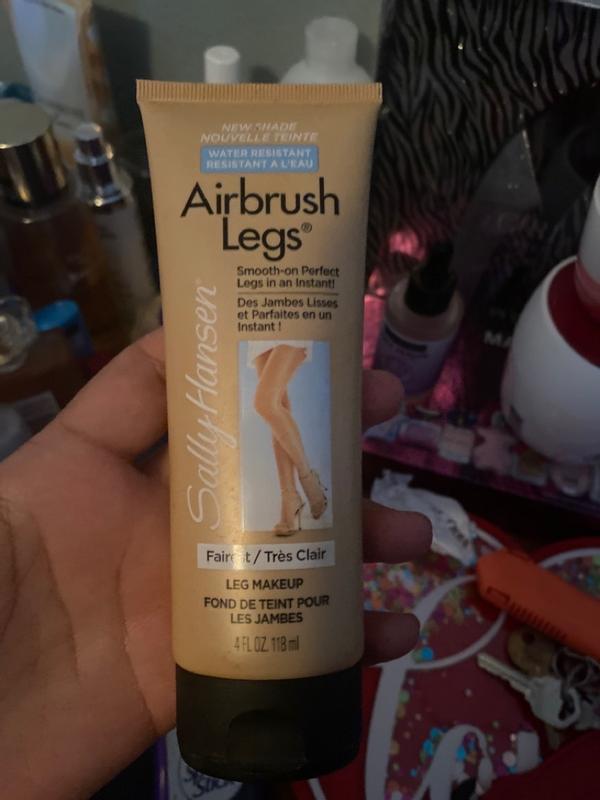 NEW SHADE
NOUVELLE TEINTE
WATER RESISTANT
RESISTANT A L'EAU
Airbrush
Legs®
Smooth-on Perfect
Legs in an Instant!
Des Jambes Lisses
et Parfaites en un
Instant !
Sally Hansen®
Fairest / Très Clair
LEG MAKEUP
FOND DE TEINT POUR
LES JAMBES
4 FL OZ. 118 ml